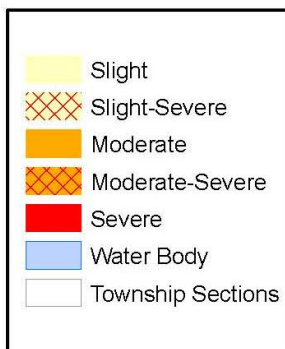 Slight
Slight-Severe
Moderate
Moderate-Severe
Severe
Water Body
Township Sections